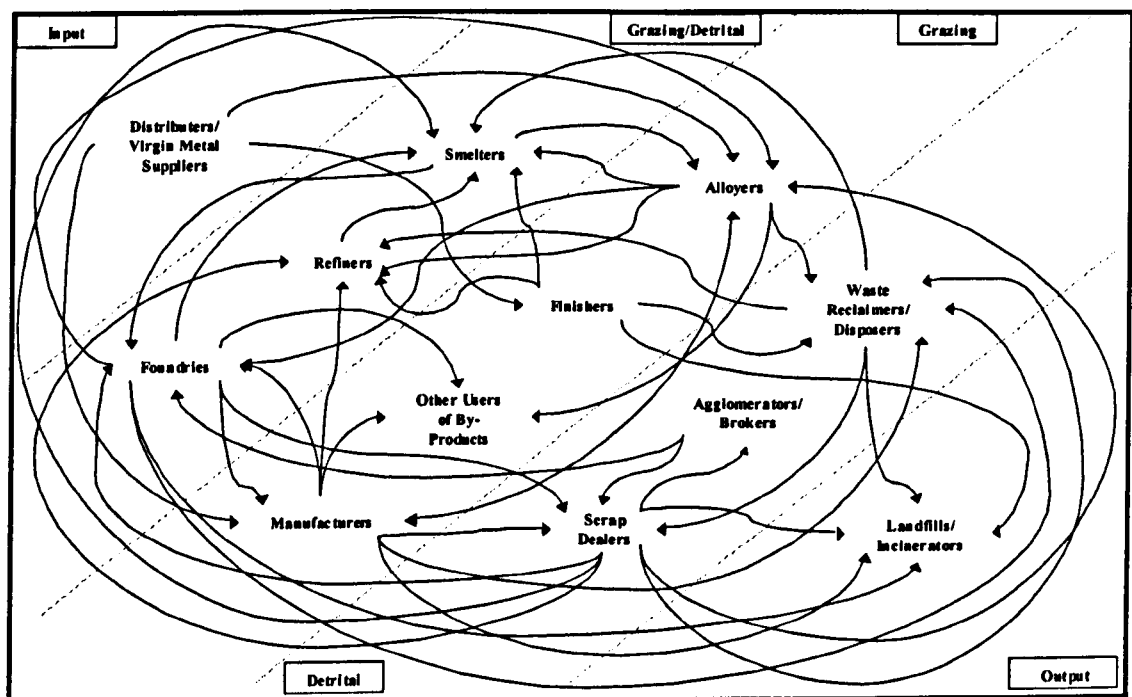 Input
Grazing/Detrital
Grazing
Distributers/
Virgin Metal
Suppliers
Smelters
Alloyers
Refiners
Finishers
Waste
Reclaimers/
Disposers
Foundries
Other Users
of By-
Products
Agglomerators/
Brokers
Manufacturers
Scrap
Dealers
Landfills/
Incinerators
Detrital
Output